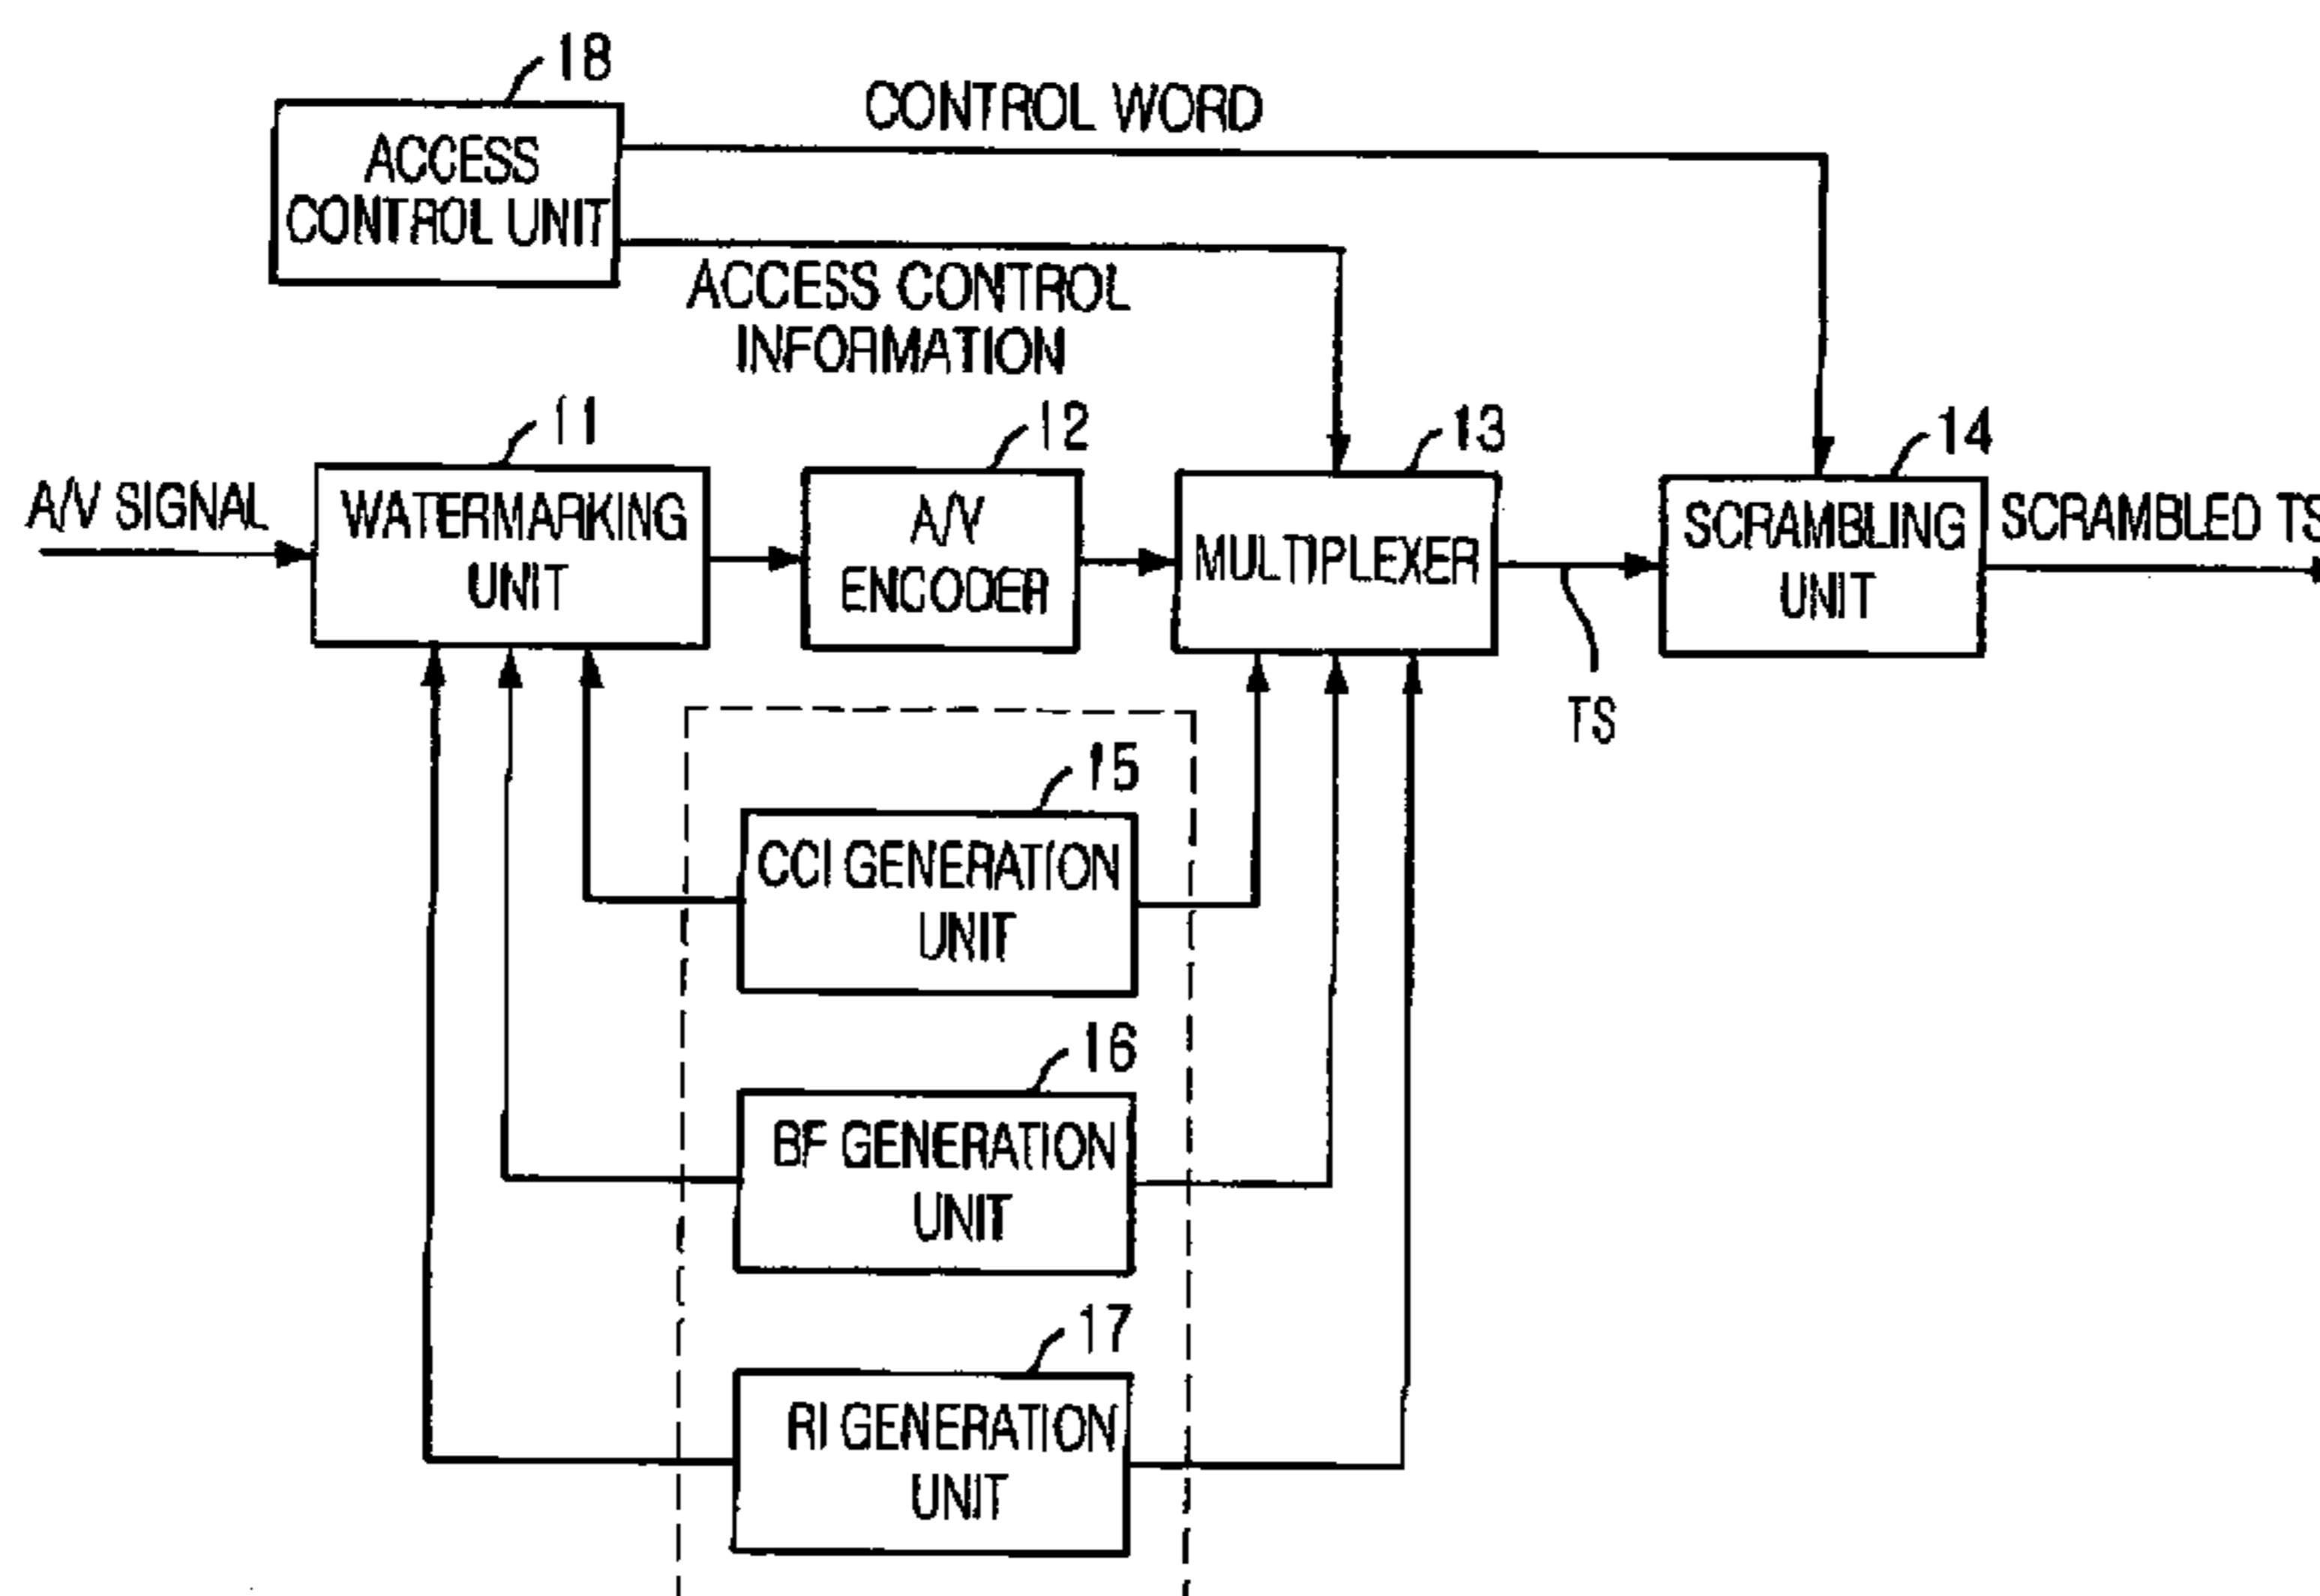 18
CONTROL WORD
ACCESS
CONTROL UNIT
ACCESS CONTROL
INFORMATION
11
12
13
14
A/V SIGNAL
WATERMARKING
UNIT
A/V
ENCODER
MULTIPLEXER
SCRAMBLING
UNIT
SCRAMBLED TS
TS
15
CCI GENERATION
UNIT
16
BF GENERATION
UNIT
17
RI GENERATION
UNIT